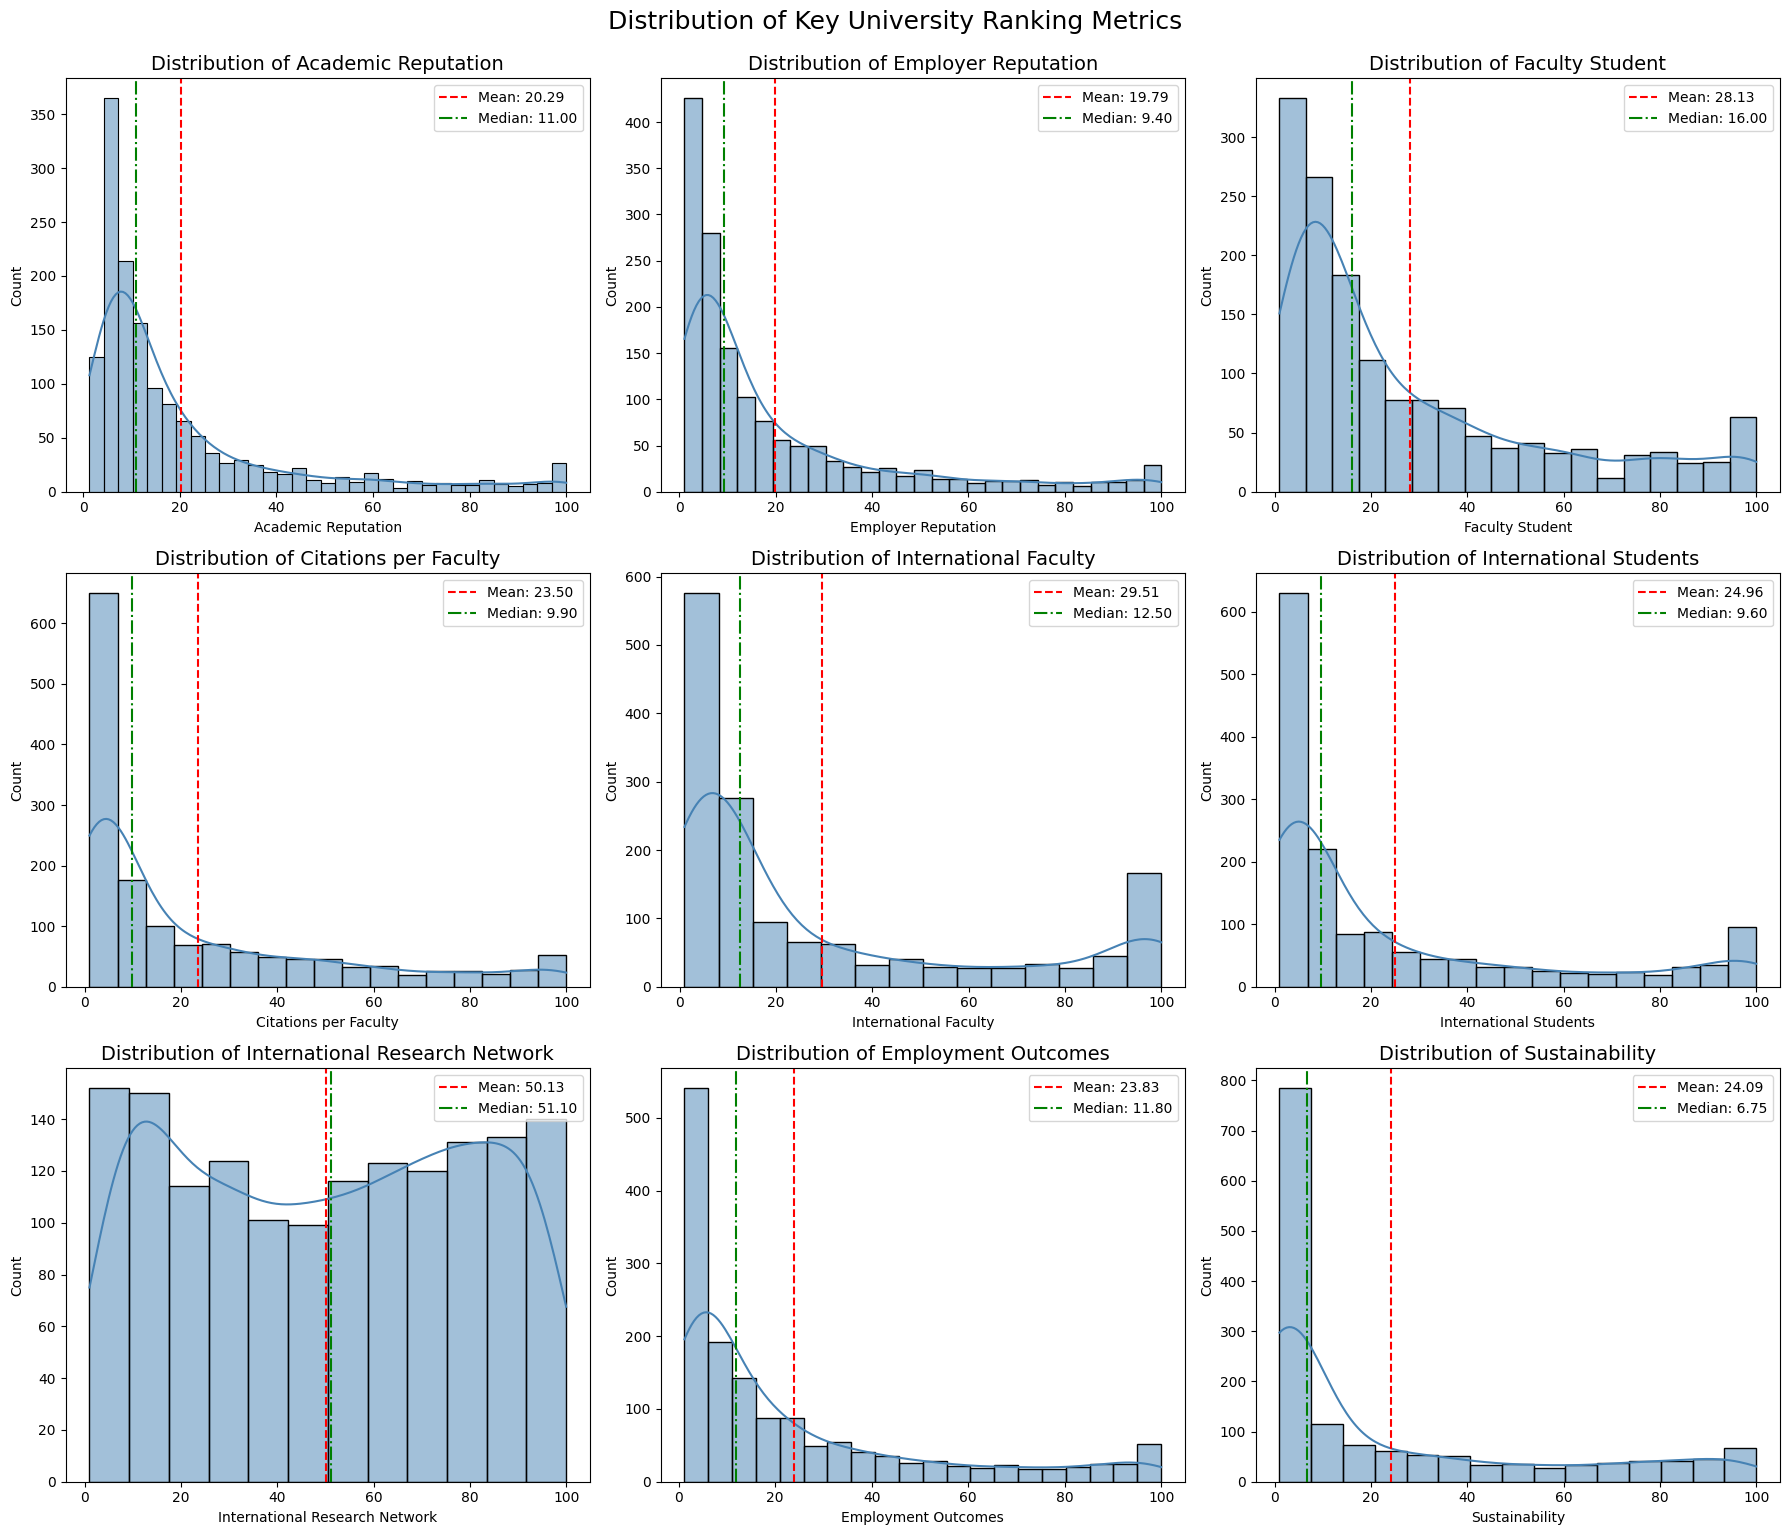 Distribution of Key University Ranking Metrics
Distribution of Academic Reputation
Mean: 20.29
Median: 11.00
350
300
250
200
150
100
50
0
Count
0 20 40 60 80 100
Academic Reputation
Distribution of Employer Reputation
Mean: 19.79
Median: 9.40
400
350
300
250
200
150
100
50
0
Count
0 20 40 60 80 100
Employer Reputation
Distribution of Faculty Student
Mean: 28.13
Median: 16.00
300
250
200
150
100
50
0
Count
0 20 40 60 80 100
Faculty Student
Distribution of Citations per Faculty
Mean: 23.50
Median: 9.90
600
500
400
300
200
100
0
Count
0 20 40 60 80 100
Citations per Faculty
Distribution of International Faculty
Mean: 29.51
Median: 12.50
600
500
400
300
200
100
0
Count
0 20 40 60 80 100
International Faculty
Distribution of International Students
Mean: 24.96
Median: 9.60
600
500
400
300
200
100
0
Count
0 20 40 60 80 100
International Students
Distribution of International Research Network
Mean: 50.13
Median: 51.10
140
120
100
80
60
40
20
0
Count
0 20 40 60 80 100
International Research Network
Distribution of Employment Outcomes
Mean: 23.83
Median: 11.80
500
400
300
200
100
0
Count
0 20 40 60 80 100
Employment Outcomes
Distribution of Sustainability
Mean: 24.09
Median: 6.75
800
700
600
500
400
300
200
100
0
Count
0 20 40 60 80 100
Sustainability